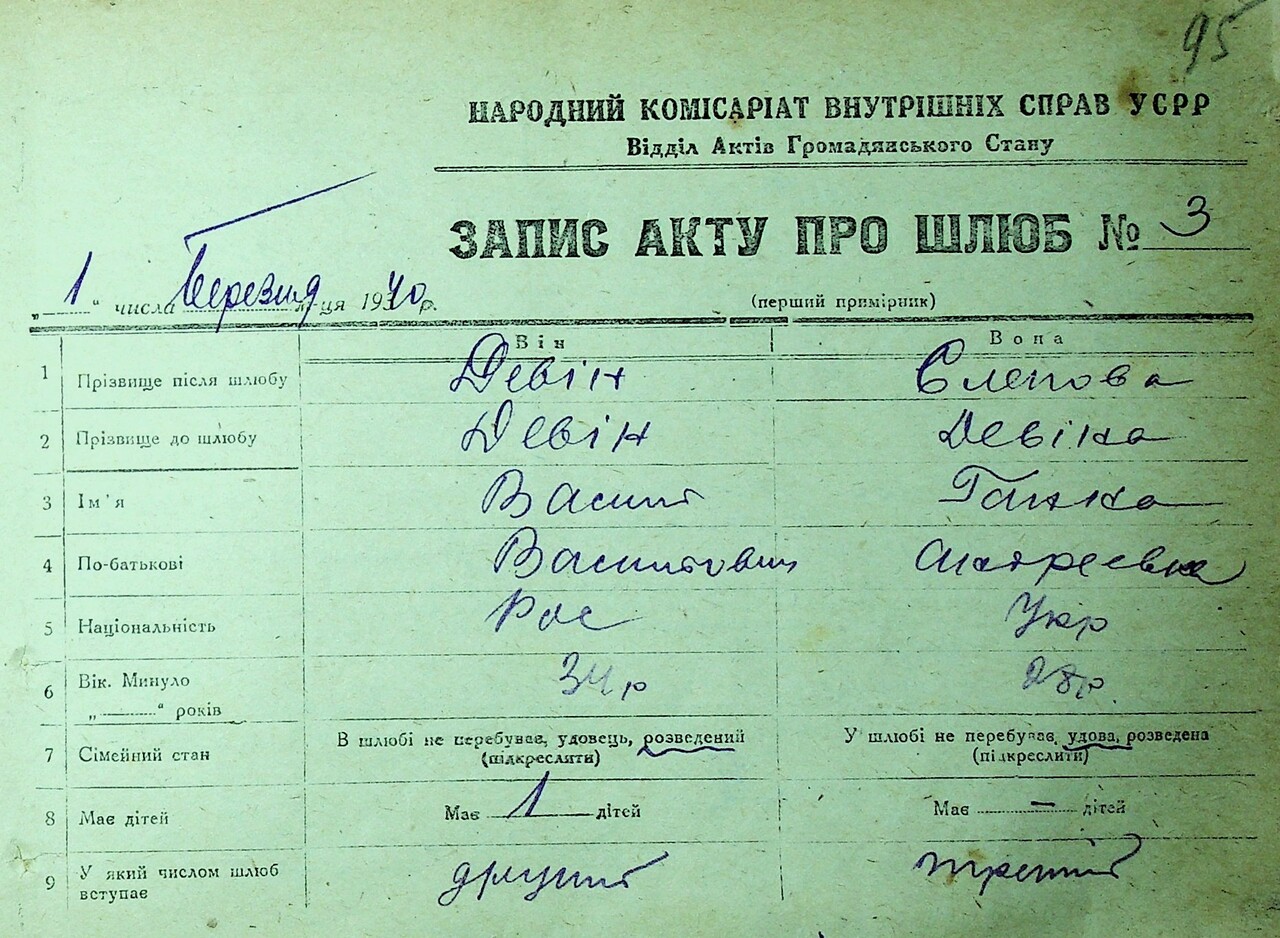 95
НАРОДНИЙ КОМІСАРІАТ ВНУТРІШНІХ СПРАВ УСРР
Відділ Актів Громадянського Стану
ЗАПИС АКТУ ПРО ШЛЮБ № 3
„1“ числа Березня м-ця 1940 р.
(перший примірник)
Він Вона
1 Прізвище після шлюбу Девін Слепова
2 Прізвище до шлюбу Девін Девіна
3 Ім'я Василь Ганна
4 По-батькові Васильович Андреевна
5 Національність Рос Укр
6 Вік. Минуло „ “ років 34 р 28 р.
7 Сімейний стан В шлюбі не перебував, удовець, розведений (підкреслити) У шлюбі не перебуває, удова, розведена (підкреслити)
8 Має дітей Має 1 дітей Має – дітей
9 У який числом шлюб вступає другий третій